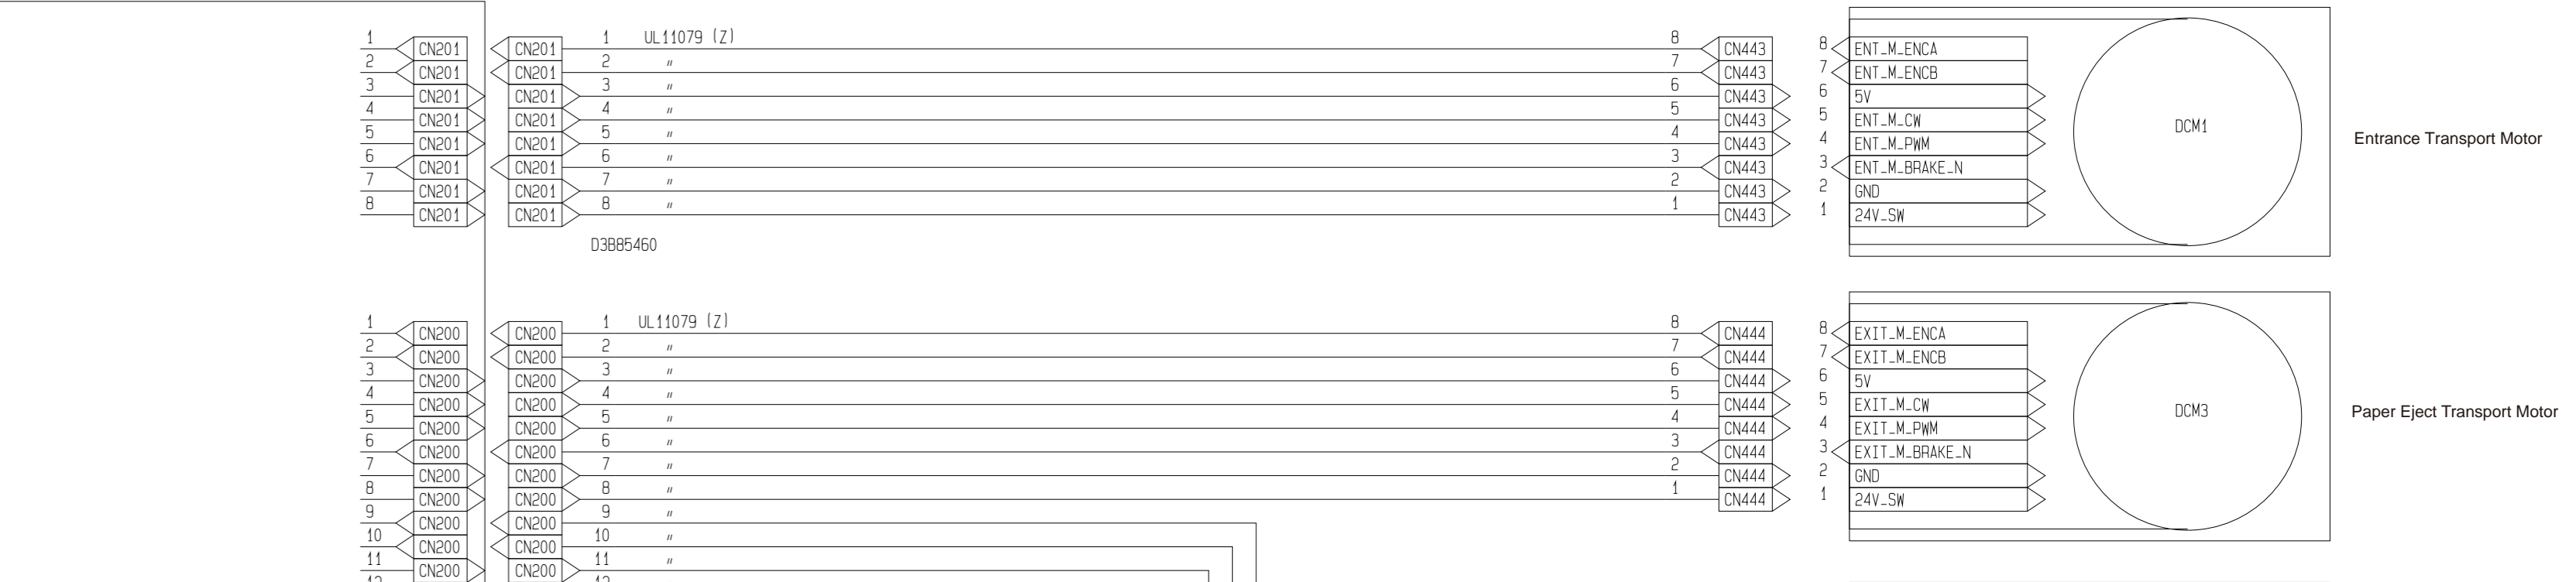 1 CN201 CN201 1 UL11079 (Z) 8 CN443 8 ENT_M_ENCA
2 CN201 CN201 2 〃 7 CN443 7 ENT_M_ENCB
3 CN201 CN201 3 〃 6 CN443 6 5V
4 CN201 CN201 4 〃 5 CN443 5 ENT_M_CW
5 CN201 CN201 5 〃 4 CN443 4 ENT_M_PWM
6 CN201 CN201 6 〃 3 CN443 3 ENT_M_BRAKE_N
7 CN201 CN201 7 〃 2 CN443 2 GND
8 CN201 CN201 8 〃 1 CN443 1 24V_SW
DCM1
Entrance Transport Motor
D3B85460
1 CN200 CN200 1 UL11079 (Z) 8 CN444 8 EXIT_M_ENCA
2 CN200 CN200 2 〃 7 CN444 7 EXIT_M_ENCB
3 CN200 CN200 3 〃 6 CN444 6 5V
4 CN200 CN200 4 〃 5 CN444 5 EXIT_M_CW
5 CN200 CN200 5 〃 4 CN444 4 EXIT_M_PWM
6 CN200 CN200 6 〃 3 CN444 3 EXIT_M_BRAKE_N
7 CN200 CN200 7 〃 2 CN444 2 GND
8 CN200 CN200 8 〃 1 CN444 1 24V_SW
DCM3
Paper Eject Transport Motor
9 CN200 CN200 9 〃
10 CN200 CN200 10 〃
11 CN200 CN200 11 〃